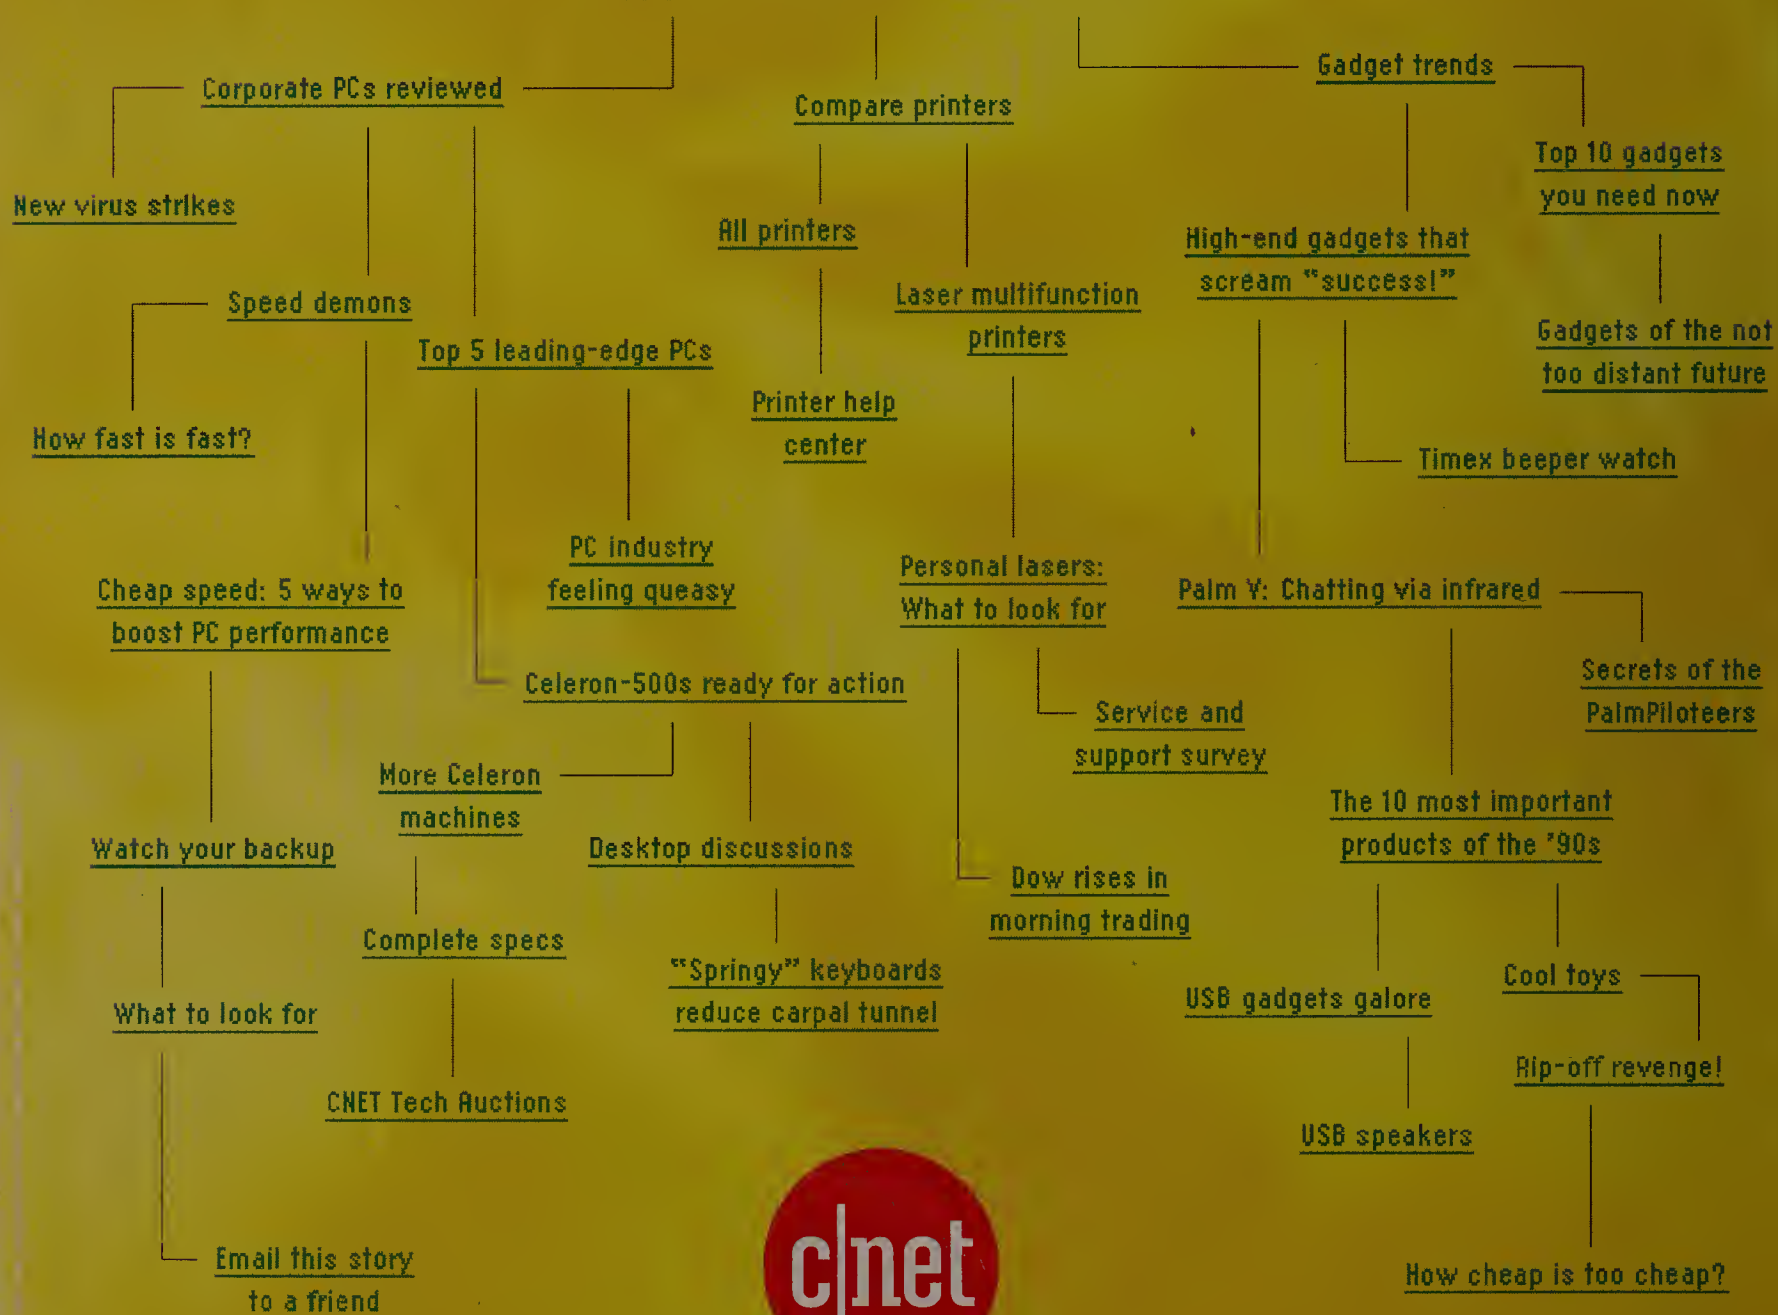 Corporate PCs reviewed
New virus strikes
Speed demons
How fast is fast?
Top 5 leading-edge PCs
Cheap speed: 5 ways to
boost PC performance
PC industry
feeling queasy
Celeron-500s ready for action
More Celeron
machines
Watch your backup
Desktop discussions
Complete specs
"Springy" keyboards
reduce carpal tunnel
What to look for
CNET Tech Auctions
Email this story
to a friend
Compare printers
All printers
Laser multifunction
printers
Printer help
center
Personal lasers:
What to look for
Service and
support survey
Dow rises in
morning trading
Gadget trends
Top 10 gadgets
you need now
High-end gadgets that
scream "success!"
Gadgets of the not
too distant future
Timex beeper watch
Palm V: Chatting via infrared
Secrets of the
PalmPiloteers
The 10 most important
products of the '90s
USB gadgets galore
Cool toys
Rip-off revenge!
USB speakers
How cheap is too cheap?
c|net